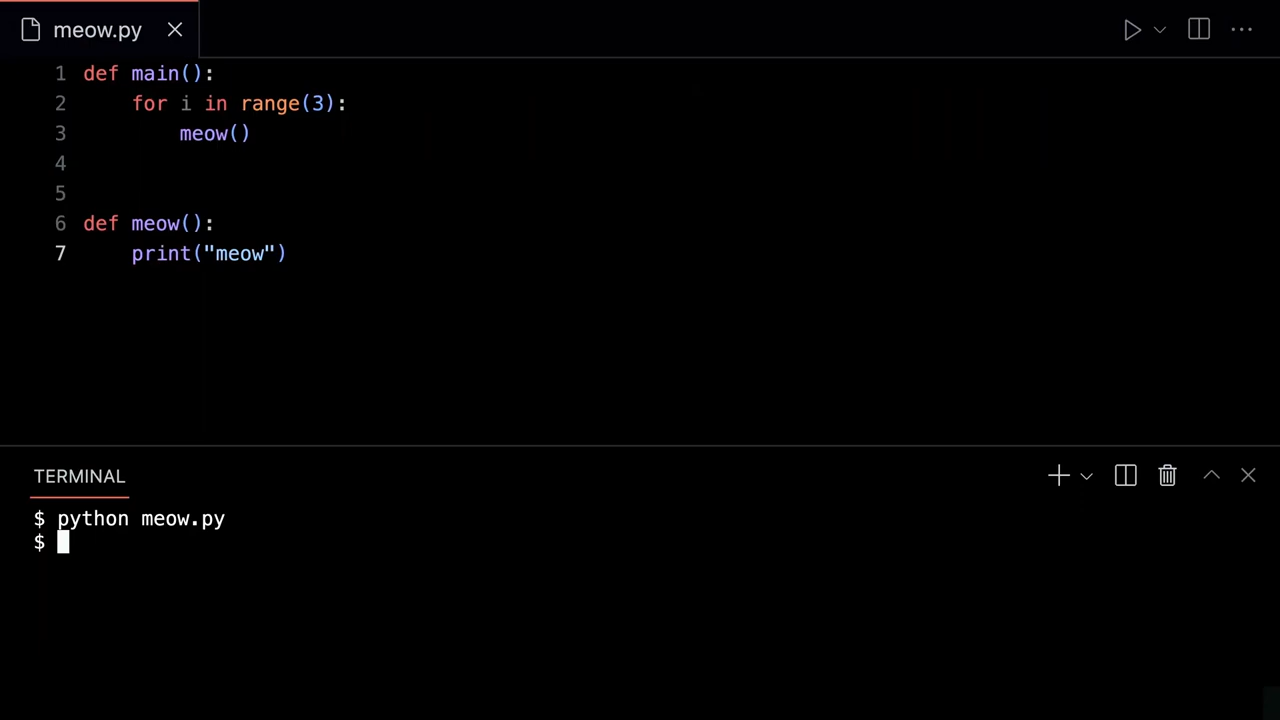 meow.py
1 def main():
2     for i in range(3):
3         meow()
4
5
6 def meow():
7     print("meow")
TERMINAL
$ python meow.py
$